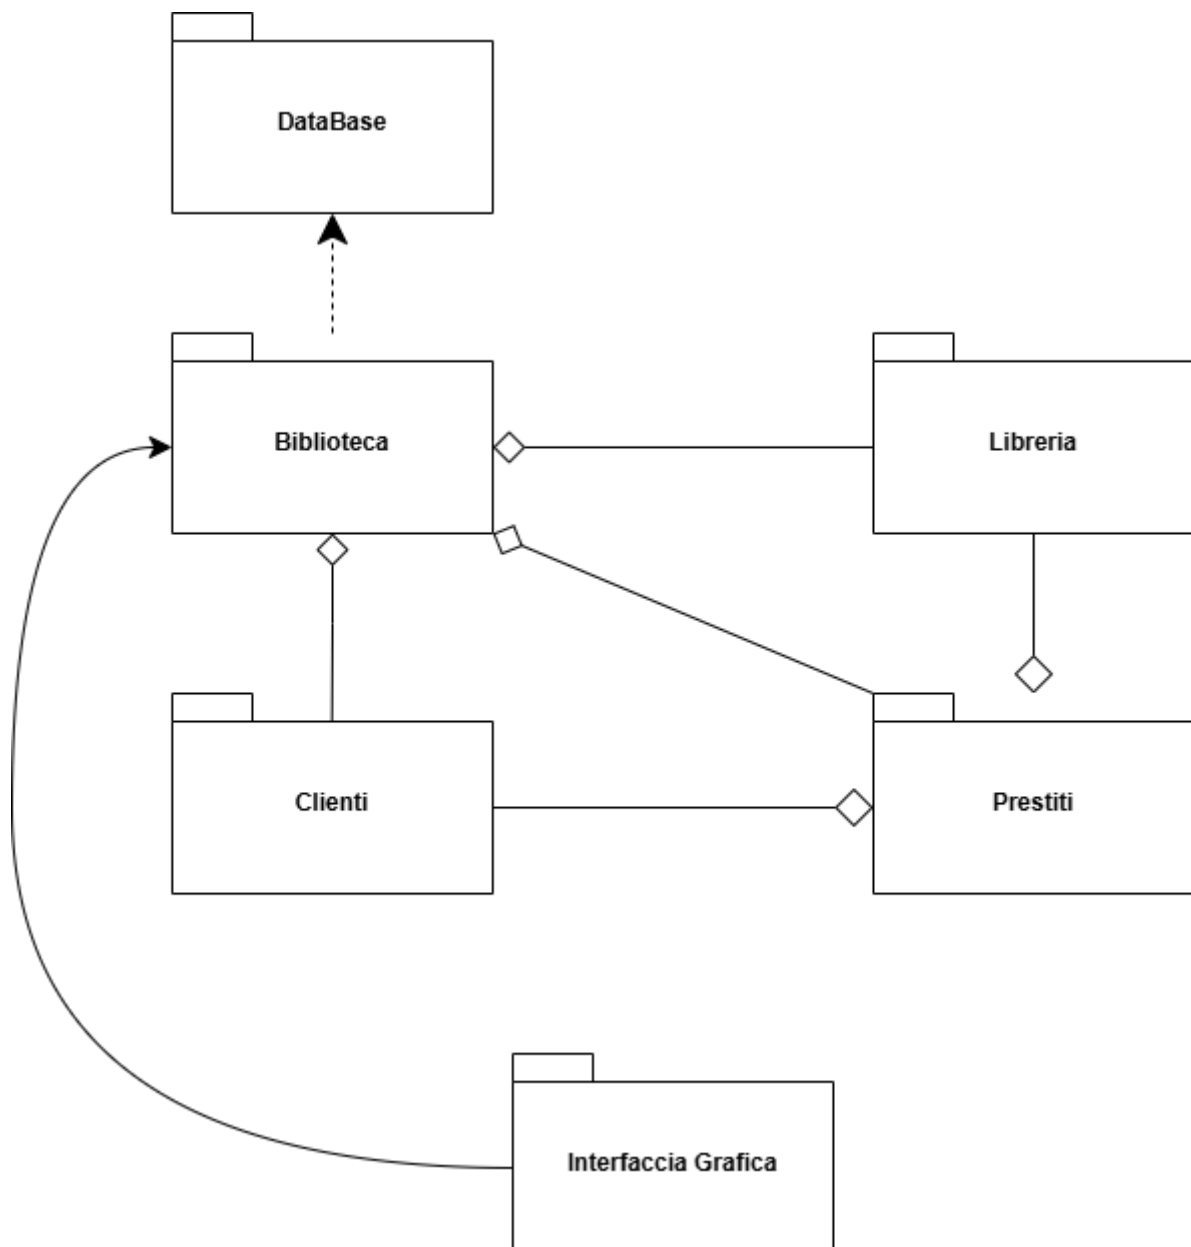 DataBase
Biblioteca
Libreria
Clienti
Prestiti
Interfaccia Grafica